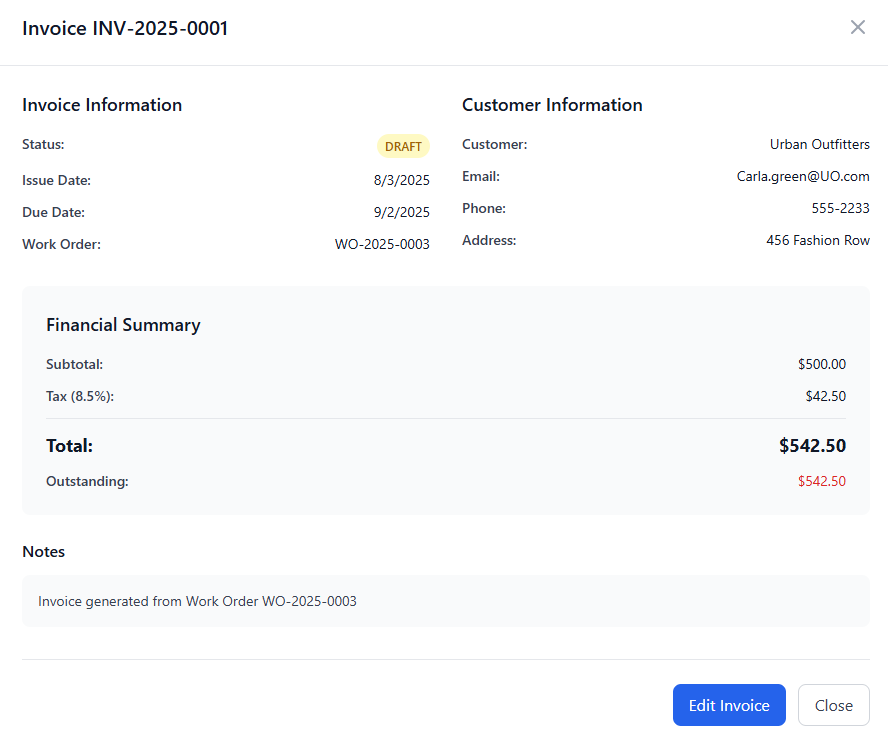 Invoice INV-2025-0001
Invoice Information
Status: DRAFT
Issue Date: 8/3/2025
Due Date: 9/2/2025
Work Order: WO-2025-0003
Customer Information
Customer: Urban Outfitters
Email: Carla.green@UO.com
Phone: 555-2233
Address: 456 Fashion Row
Financial Summary
Subtotal: $500.00
Tax (8.5%): $42.50
Total: $542.50
Outstanding: $542.50
Notes
Invoice generated from Work Order WO-2025-0003
Edit Invoice Close